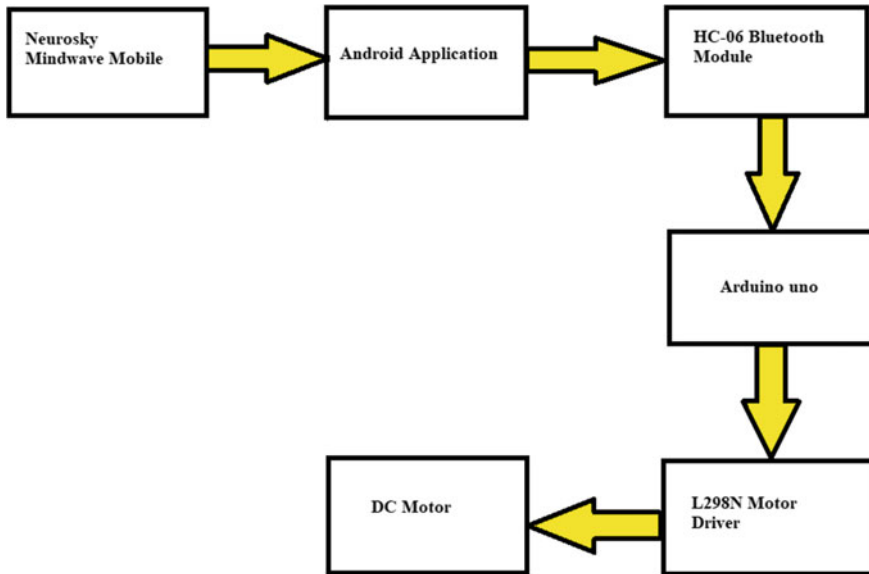 Neurosky
Mindwave Mobile
Android Application
HC-06 Bluetooth
Module
Arduino uno
L298N Motor
Driver
DC Motor